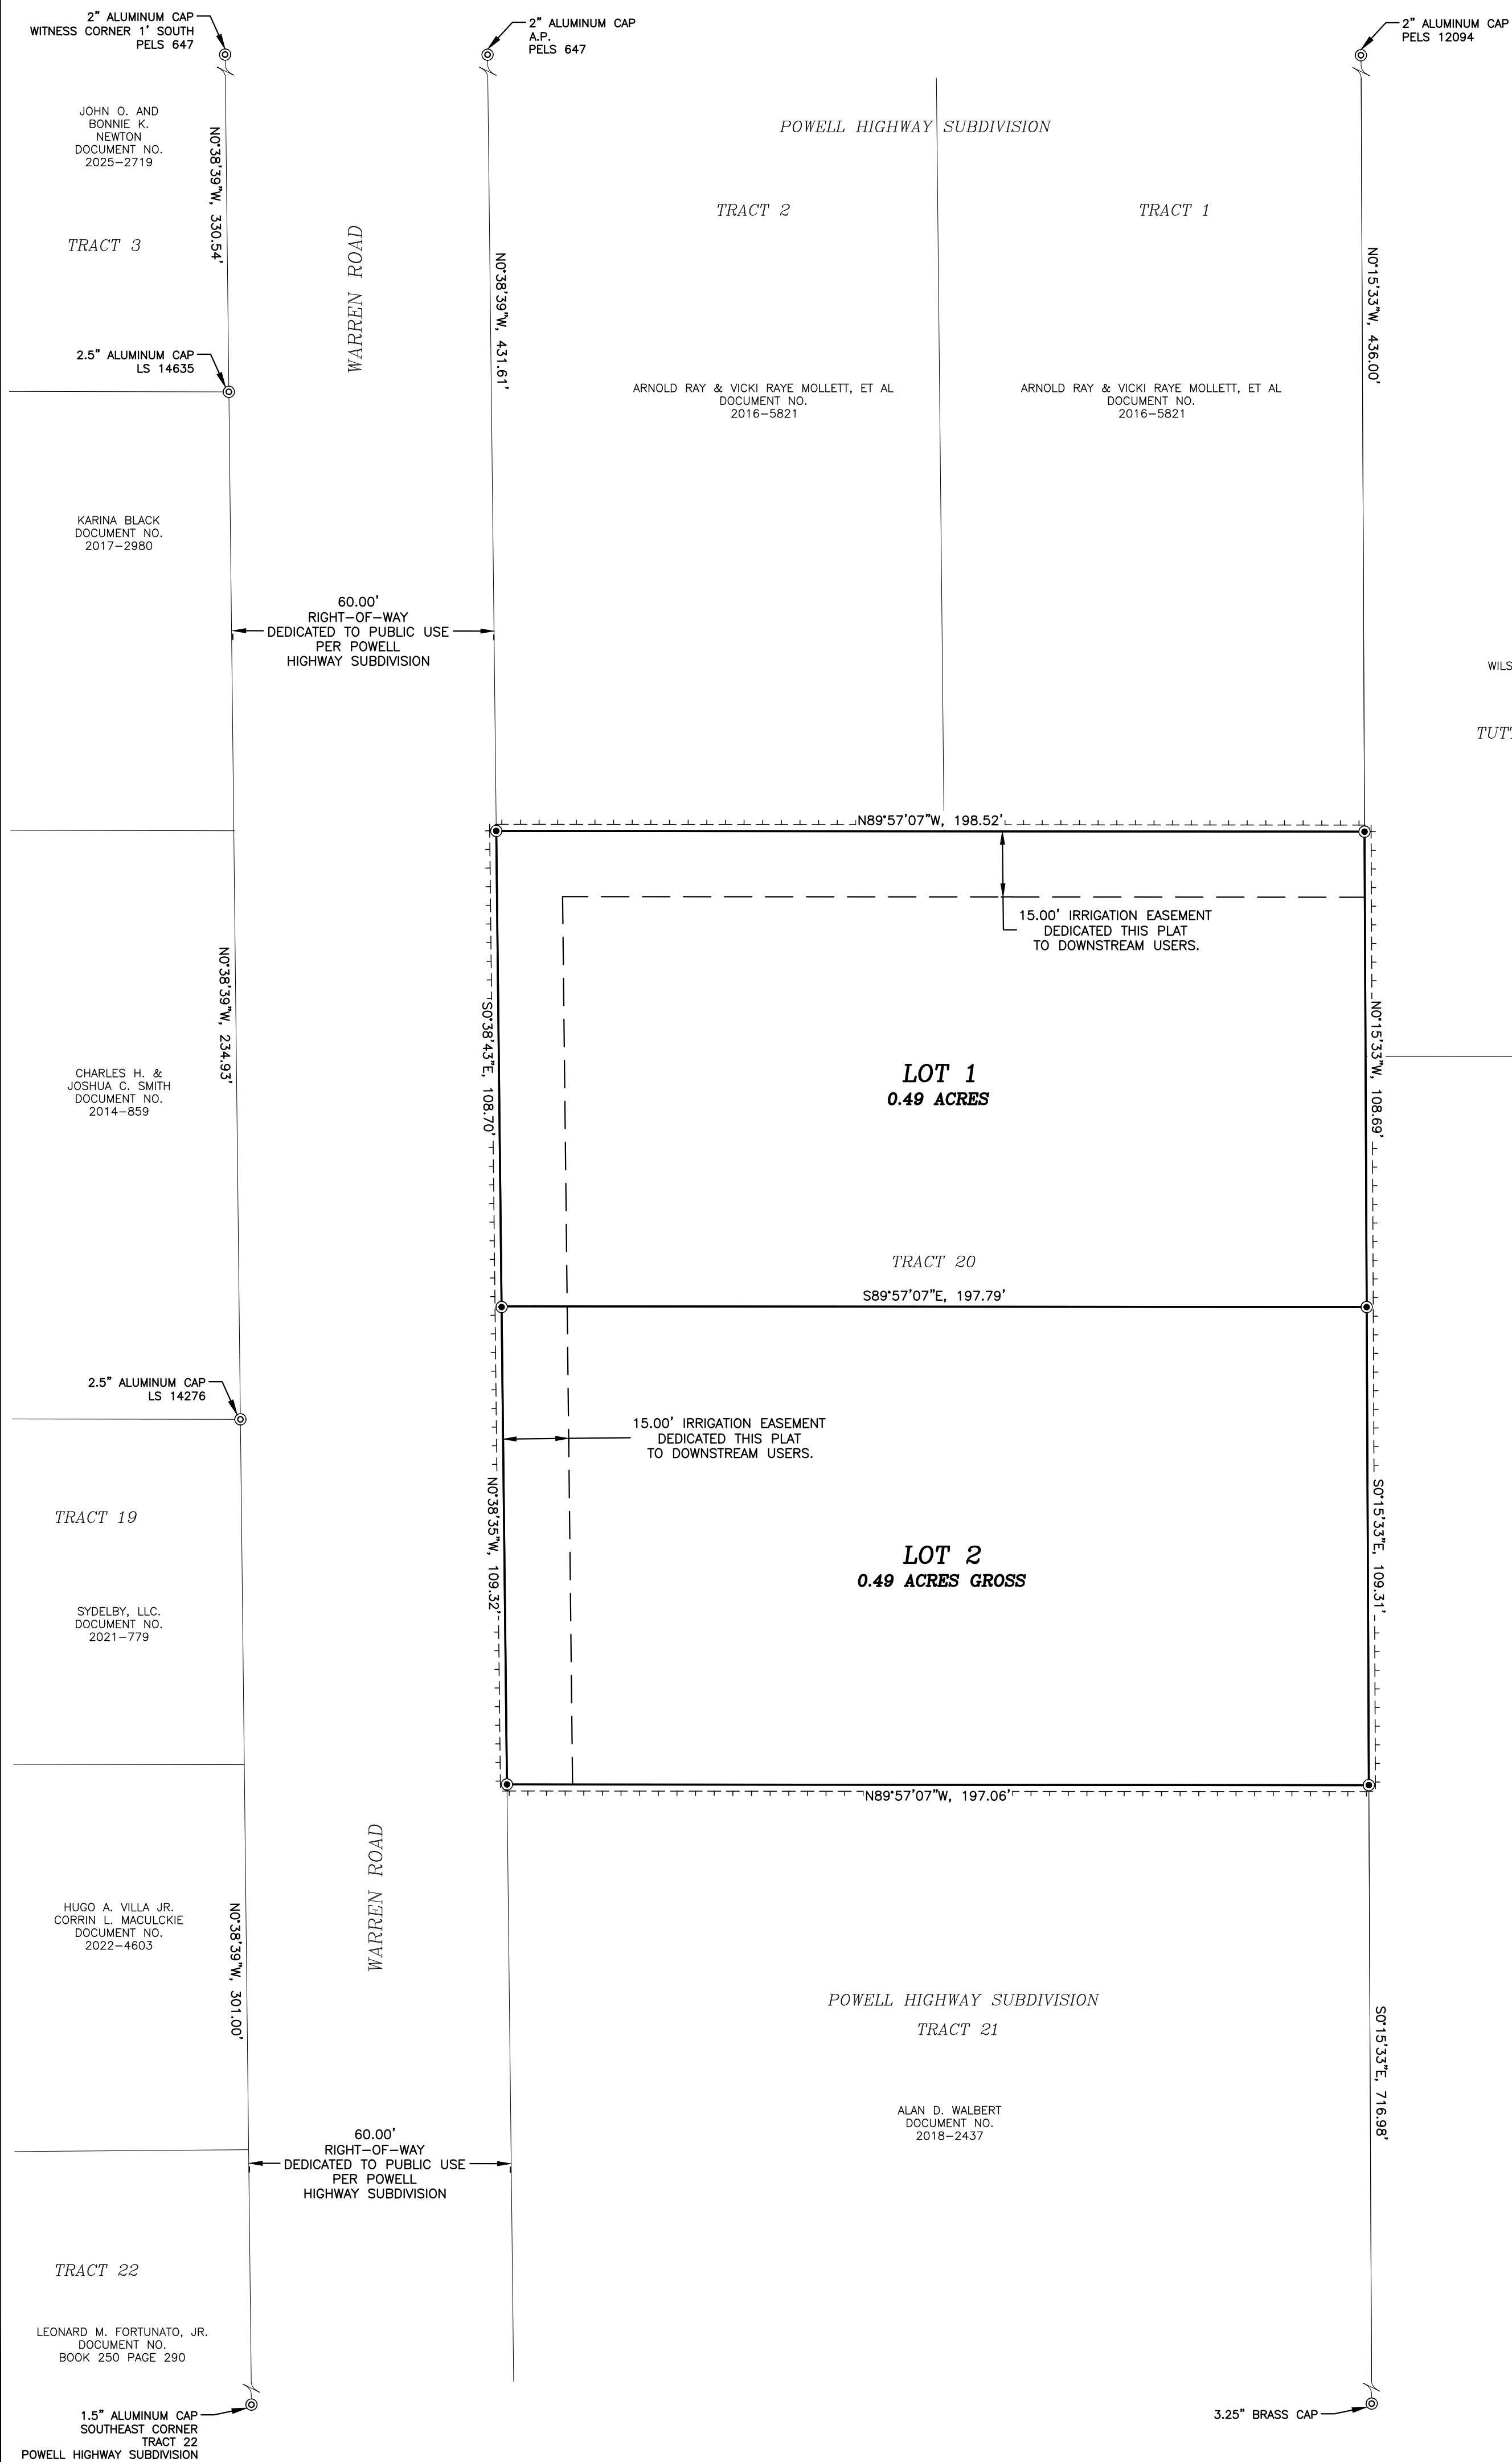 2" ALUMINUM CAP
WITNESS CORNER 1' SOUTH
PELS 647
2" ALUMINUM CAP
A.P.
PELS 647
2" ALUMINUM CAP
PELS 12094
JOHN O. AND
BONNIE K.
NEWTON
DOCUMENT NO.
2025-2719
TRACT 3
N0°38'39"W, 330.54'
WARREN ROAD
POWELL HIGHWAY SUBDIVISION
TRACT 2
TRACT 1
N0°38'39"W, 431.61'
N0°15'33"W, 436.00'
2.5" ALUMINUM CAP
LS 14635
ARNOLD RAY & VICKI RAYE MOLLETT, ET AL
DOCUMENT NO.
2016-5821
ARNOLD RAY & VICKI RAYE MOLLETT, ET AL
DOCUMENT NO.
2016-5821
KARINA BLACK
DOCUMENT NO.
2017-2980
60.00'
RIGHT-OF-WAY
DEDICATED TO PUBLIC USE
PER POWELL
HIGHWAY SUBDIVISION
WILS
TUTT
N89°57'07"W, 198.52'
15.00' IRRIGATION EASEMENT
DEDICATED THIS PLAT
TO DOWNSTREAM USERS.
N0°38'39"W, 234.93'
S0°38'43"E, 108.70'
N0°15'33"W, 108.69'
CHARLES H. &
JOSHUA C. SMITH
DOCUMENT NO.
2014-859
LOT 1
0.49 ACRES
TRACT 20
S89°57'07"E, 197.79'
2.5" ALUMINUM CAP
LS 14276
15.00' IRRIGATION EASEMENT
DEDICATED THIS PLAT
TO DOWNSTREAM USERS.
N0°38'35"W, 109.32'
S0°15'33"E, 109.31'
TRACT 19
LOT 2
0.49 ACRES GROSS
SYDELBY, LLC.
DOCUMENT NO.
2021-779
N89°57'07"W, 197.06'
WARREN ROAD
HUGO A. VILLA JR.
CORRIN L. MACULCKIE
DOCUMENT NO.
2022-4603
N0°38'39"W, 301.00'
POWELL HIGHWAY SUBDIVISION
TRACT 21
S0°15'33"E, 716.98'
ALAN D. WALBERT
DOCUMENT NO.
2018-2437
60.00'
RIGHT-OF-WAY
DEDICATED TO PUBLIC USE
PER POWELL
HIGHWAY SUBDIVISION
TRACT 22
LEONARD M. FORTUNATO, JR.
DOCUMENT NO.
BOOK 250 PAGE 290
1.5" ALUMINUM CAP
SOUTHEAST CORNER
TRACT 22
POWELL HIGHWAY SUBDIVISION
3.25" BRASS CAP